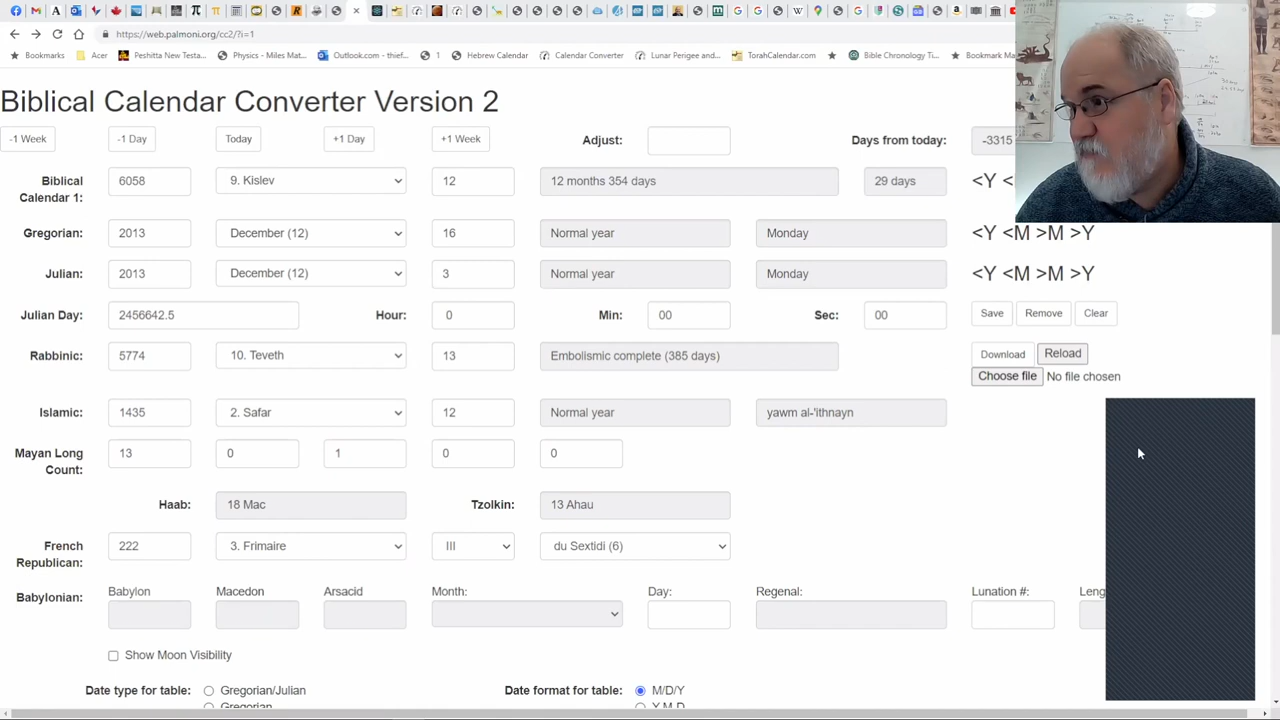 https://web.palmoni.org/cc2/?i=1
Bookmarks Acer Peshitta New Testa... Physics - Miles Mat... Outlook.com - thief... 1 Hebrew Calendar Calendar Converter Lunar Perigee and... TorahCalendar.com Bible Chronology Ti... Bookmark Ma
Biblical Calendar Converter Version 2
-1 Week -1 Day Today +1 Day +1 Week Adjust: Days from today: -3315
Biblical Calendar 1: 6058 9. Kislev 12 12 months 354 days 29 days <Y <
Gregorian: 2013 December (12) 16 Normal year Monday <Y <M >M >Y
Julian: 2013 December (12) 3 Normal year Monday <Y <M >M >Y
Julian Day: 2456642.5 Hour: 0 Min: 00 Sec: 00 Save Remove Clear
Rabbinic: 5774 10. Teveth 13 Embolismic complete (385 days) Download Reload
Choose file No file chosen
Islamic: 1435 2. Safar 12 Normal year yawm al-'ithnayn
Mayan Long Count: 13 0 1 0 0
Haab: 18 Mac Tzolkin: 13 Ahau
French Republican: 222 3. Frimaire III du Sextidi (6)
Babylonian: Babylon Macedon Arsacid Month: Day: Regenal: Lunation #: Leng
Show Moon Visibility
Date type for table: Gregorian/Julian Date format for table: M/D/Y
Gregorian Y M D